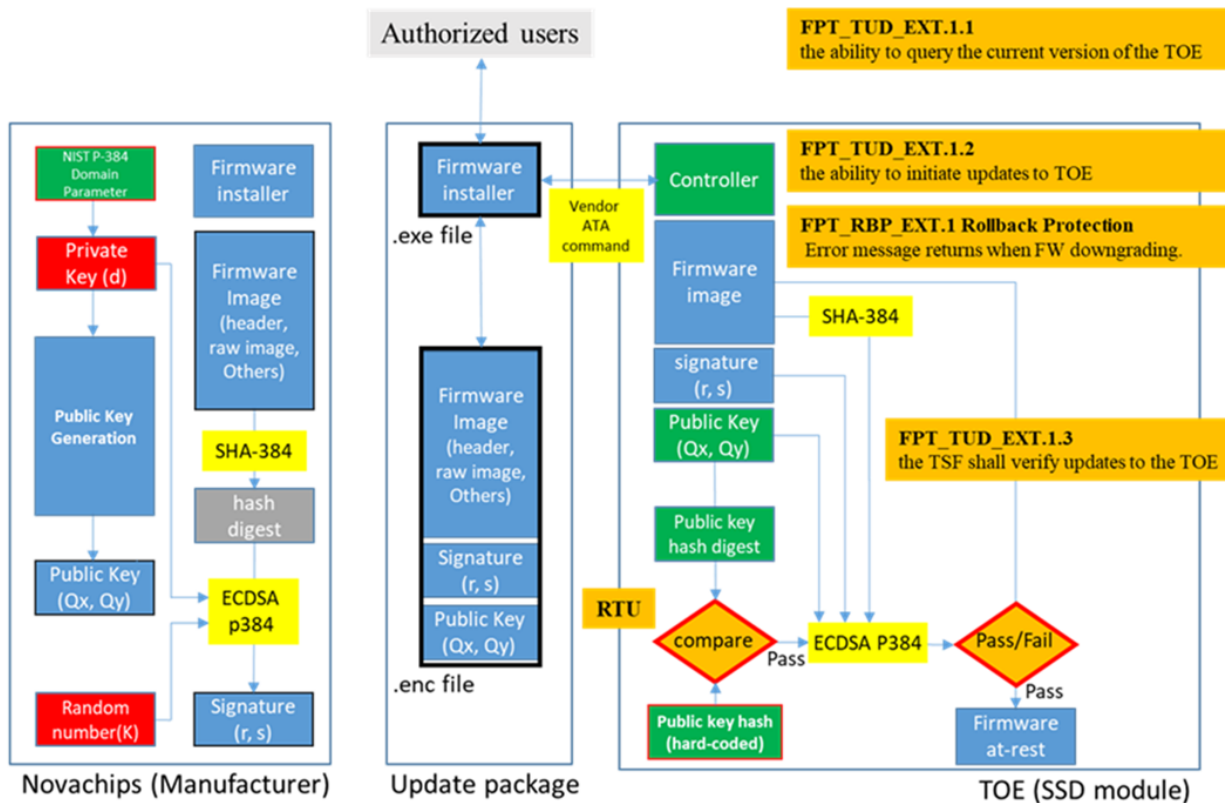 Authorized users
FPT_TUD_EXT.1.1
the ability to query the current version of the TOE
NIST P-384
Domain
Parameter
Private
Key (d)
Public Key
Generation
Public Key
(Qx, Qy)
Random
number(K)
Firmware
installer
Firmware
Image
(header,
raw image,
Others)
SHA-384
hash
digest
ECDSA
p384
Signature
(r, s)
Novachips (Manufacturer)
Firmware
installer
.exe file
Firmware
Image
(header,
raw image,
Others)
Signature
(r, s)
Public Key
(Qx, Qy)
.enc file
Update package
Vendor
ATA
command
Controller
Firmware
image
signature
(r, s)
Public Key
(Qx, Qy)
Public key
hash digest
RTU
compare
Pass
Public key hash
(hard-coded)
FPT_TUD_EXT.1.2
the ability to initiate updates to TOE
FPT_RBP_EXT.1 Rollback Protection
Error message returns when FW downgrading.
SHA-384
FPT_TUD_EXT.1.3
the TSF shall verify updates to the TOE
ECDSA P384
Pass/Fail
Pass
Firmware
at-rest
TOE (SSD module)